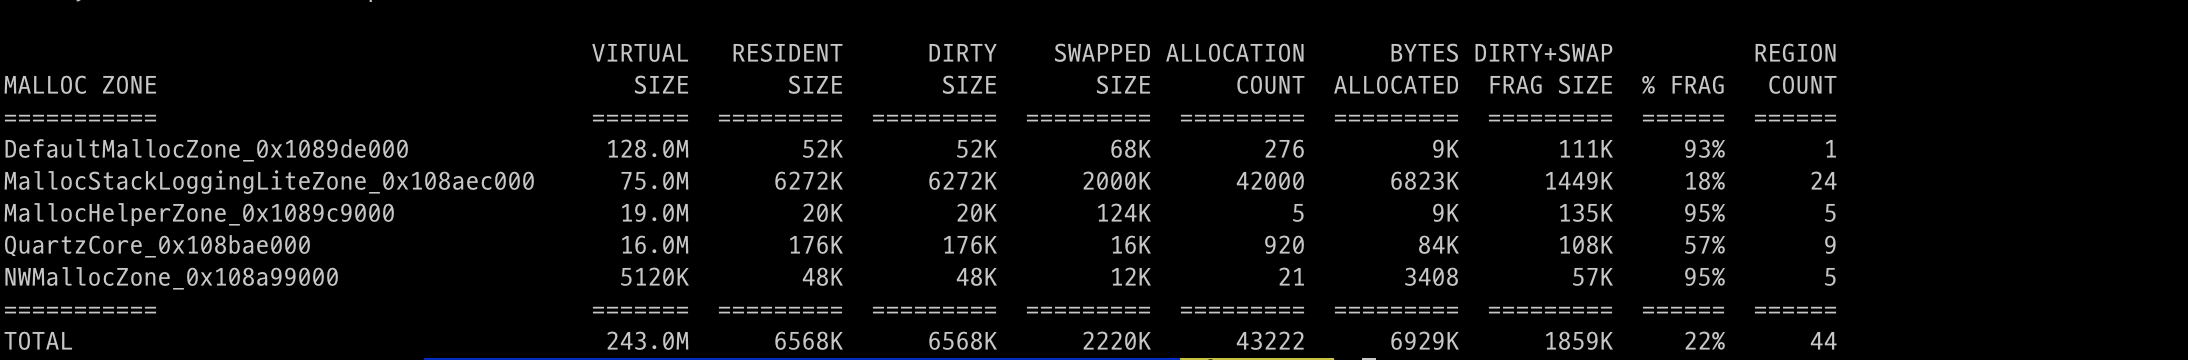 VIRTUAL   RESIDENT      DIRTY    SWAPPED ALLOCATION      BYTES DIRTY+SWAP          REGION
MALLOC ZONE                                  SIZE       SIZE       SIZE       SIZE      COUNT  ALLOCATED  FRAG SIZE  % FRAG   COUNT
===========                               =======  =========  =========  =========  =========  =========  =========  ======  ======
DefaultMallocZone_0x1089de000              128.0M        52K        52K        68K        276         9K       111K     93%       1
MallocStackLoggingLiteZone_0x108aec000      75.0M      6272K      6272K      2000K      42000      6823K      1449K     18%      24
MallocHelperZone_0x1089c9000                19.0M        20K        20K       124K          5         9K       135K     95%       5
QuartzCore_0x108bae000                      16.0M       176K       176K        16K        920        84K       108K     57%       9
NWMallocZone_0x108a99000                    5120K        48K        48K        12K         21       3408        57K     95%       5
===========                               =======  =========  =========  =========  =========  =========  =========  ======  ======
TOTAL                                      243.0M      6568K      6568K      2220K      43222      6929K      1859K     22%      44